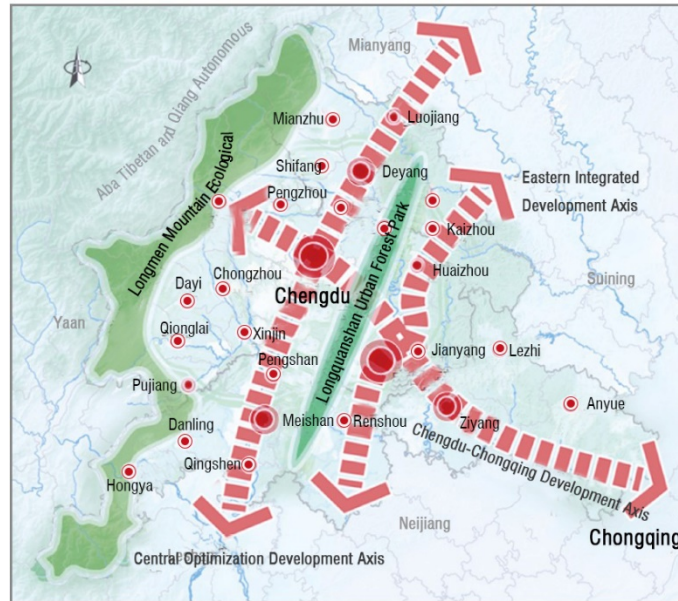 Mianyang
Aba Tibetan and Qiang Autonomous
Longmen Mountain Ecological
Mianzhu
Luojiang
Shifang
Deyang
Pengzhou
Eastern Integrated
Development Axis
Kaizhou
Longquanshan Urban Forest Park
Huaizhou
Chengdu
Chongzhou
Dayi
Suining
Yaan
Xinjin
Qionglai
Jianyang
Lezhi
Pengshan
Pujiang
Anyue
Meishan
Renshou
Ziyang
Danling
Chengdu-Chongqing Development Axis
Qingshen
Hongya
Neijiang
Chongqing
Central Optimization Development Axis